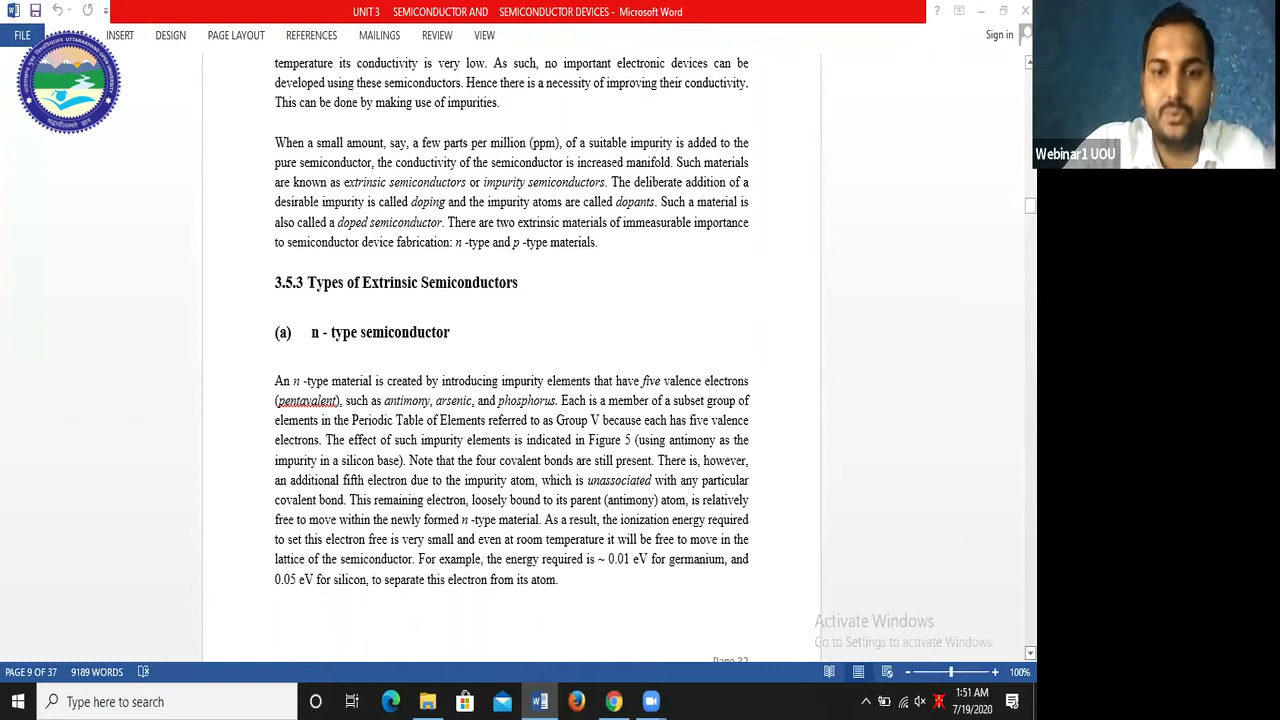 UNIT 3 SEMICONDUCTOR AND SEMICONDUCTOR DEVICES - Microsoft Word
FILE INSERT DESIGN PAGE LAYOUT REFERENCES MAILINGS REVIEW VIEW Sign in
temperature its conductivity is very low. As such, no important electronic devices can be
developed using these semiconductors. Hence there is a necessity of improving their conductivity.
This can be done by making use of impurities.
When a small amount, say, a few parts per million (ppm), of a suitable impurity is added to the
pure semiconductor, the conductivity of the semiconductor is increased manifold. Such materials
are known as extrinsic semiconductors or impurity semiconductors. The deliberate addition of a
desirable impurity is called doping and the impurity atoms are called dopants. Such a material is
also called a doped semiconductor. There are two extrinsic materials of immeasurable importance
to semiconductor device fabrication: n -type and p -type materials.
3.5.3 Types of Extrinsic Semiconductors
(a) n - type semiconductor
An n -type material is created by introducing impurity elements that have five valence electrons
(pentavalent), such as antimony, arsenic, and phosphorus. Each is a member of a subset group of
elements in the Periodic Table of Elements referred to as Group V because each has five valence
electrons. The effect of such impurity elements is indicated in Figure 5 (using antimony as the
impurity in a silicon base). Note that the four covalent bonds are still present. There is, however,
an additional fifth electron due to the impurity atom, which is unassociated with any particular
covalent bond. This remaining electron, loosely bound to its parent (antimony) atom, is relatively
free to move within the newly formed n -type material. As a result, the ionization energy required
to set this electron free is very small and even at room temperature it will be free to move in the
lattice of the semiconductor. For example, the energy required is ~ 0.01 eV for germanium, and
0.05 eV for silicon, to separate this electron from its atom.
Page 32
Webinar1 UOU
Activate Windows
Go to Settings to activate Windows.
PAGE 9 OF 37 9189 WORDS 100%
Type here to search
1:51 AM
7/19/2020